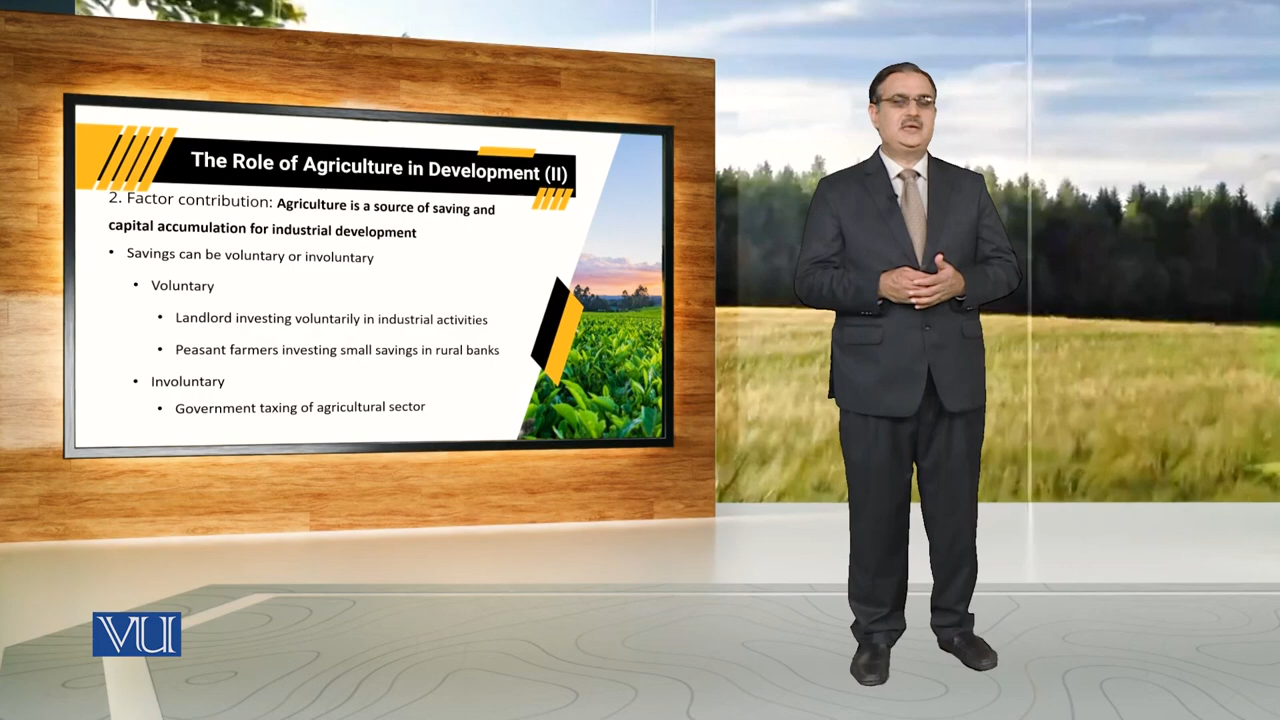 The Role of Agriculture in Development (II)
2. Factor contribution: Agriculture is a source of saving and
capital accumulation for industrial development
• Savings can be voluntary or involuntary
• Voluntary
• Landlord investing voluntarily in industrial activities
• Peasant farmers investing small savings in rural banks
• Involuntary
• Government taxing of agricultural sector
VU